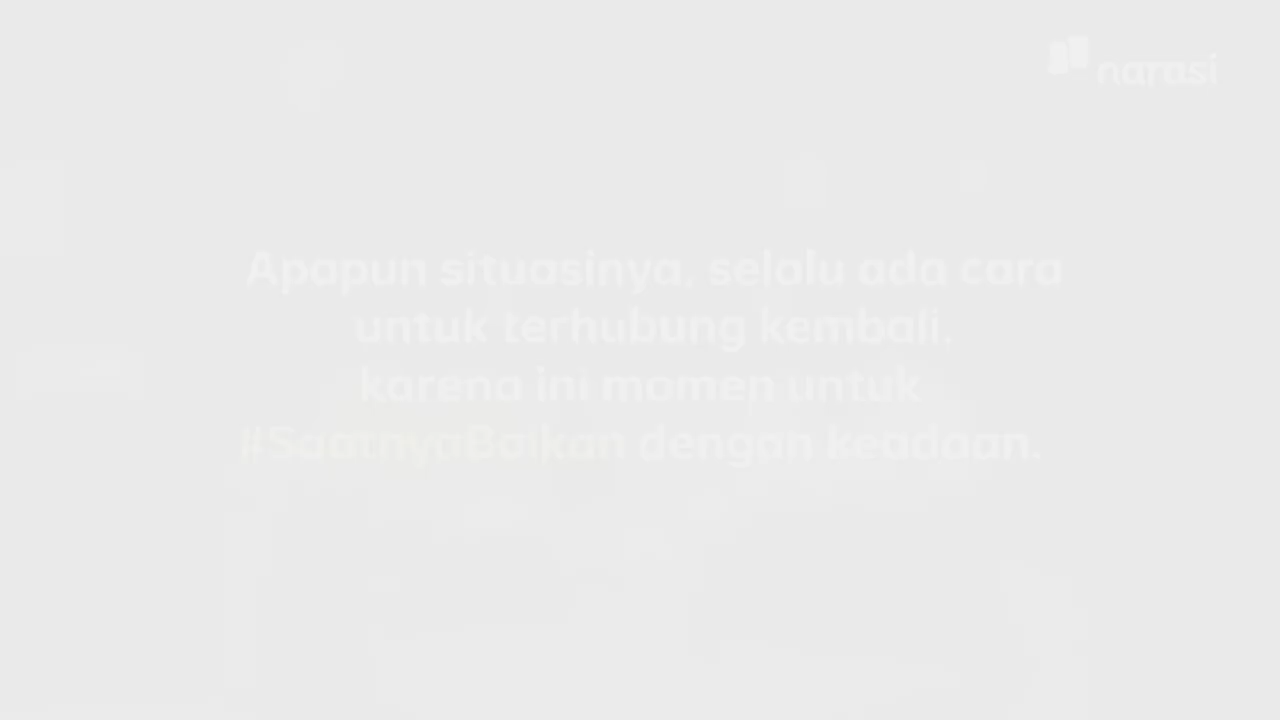 narasi
Apapun situasinya, selalu ada cara
untuk terhubung kembali,
karena ini momen untuk
#SaatnyaBaikan dengan keadaan.